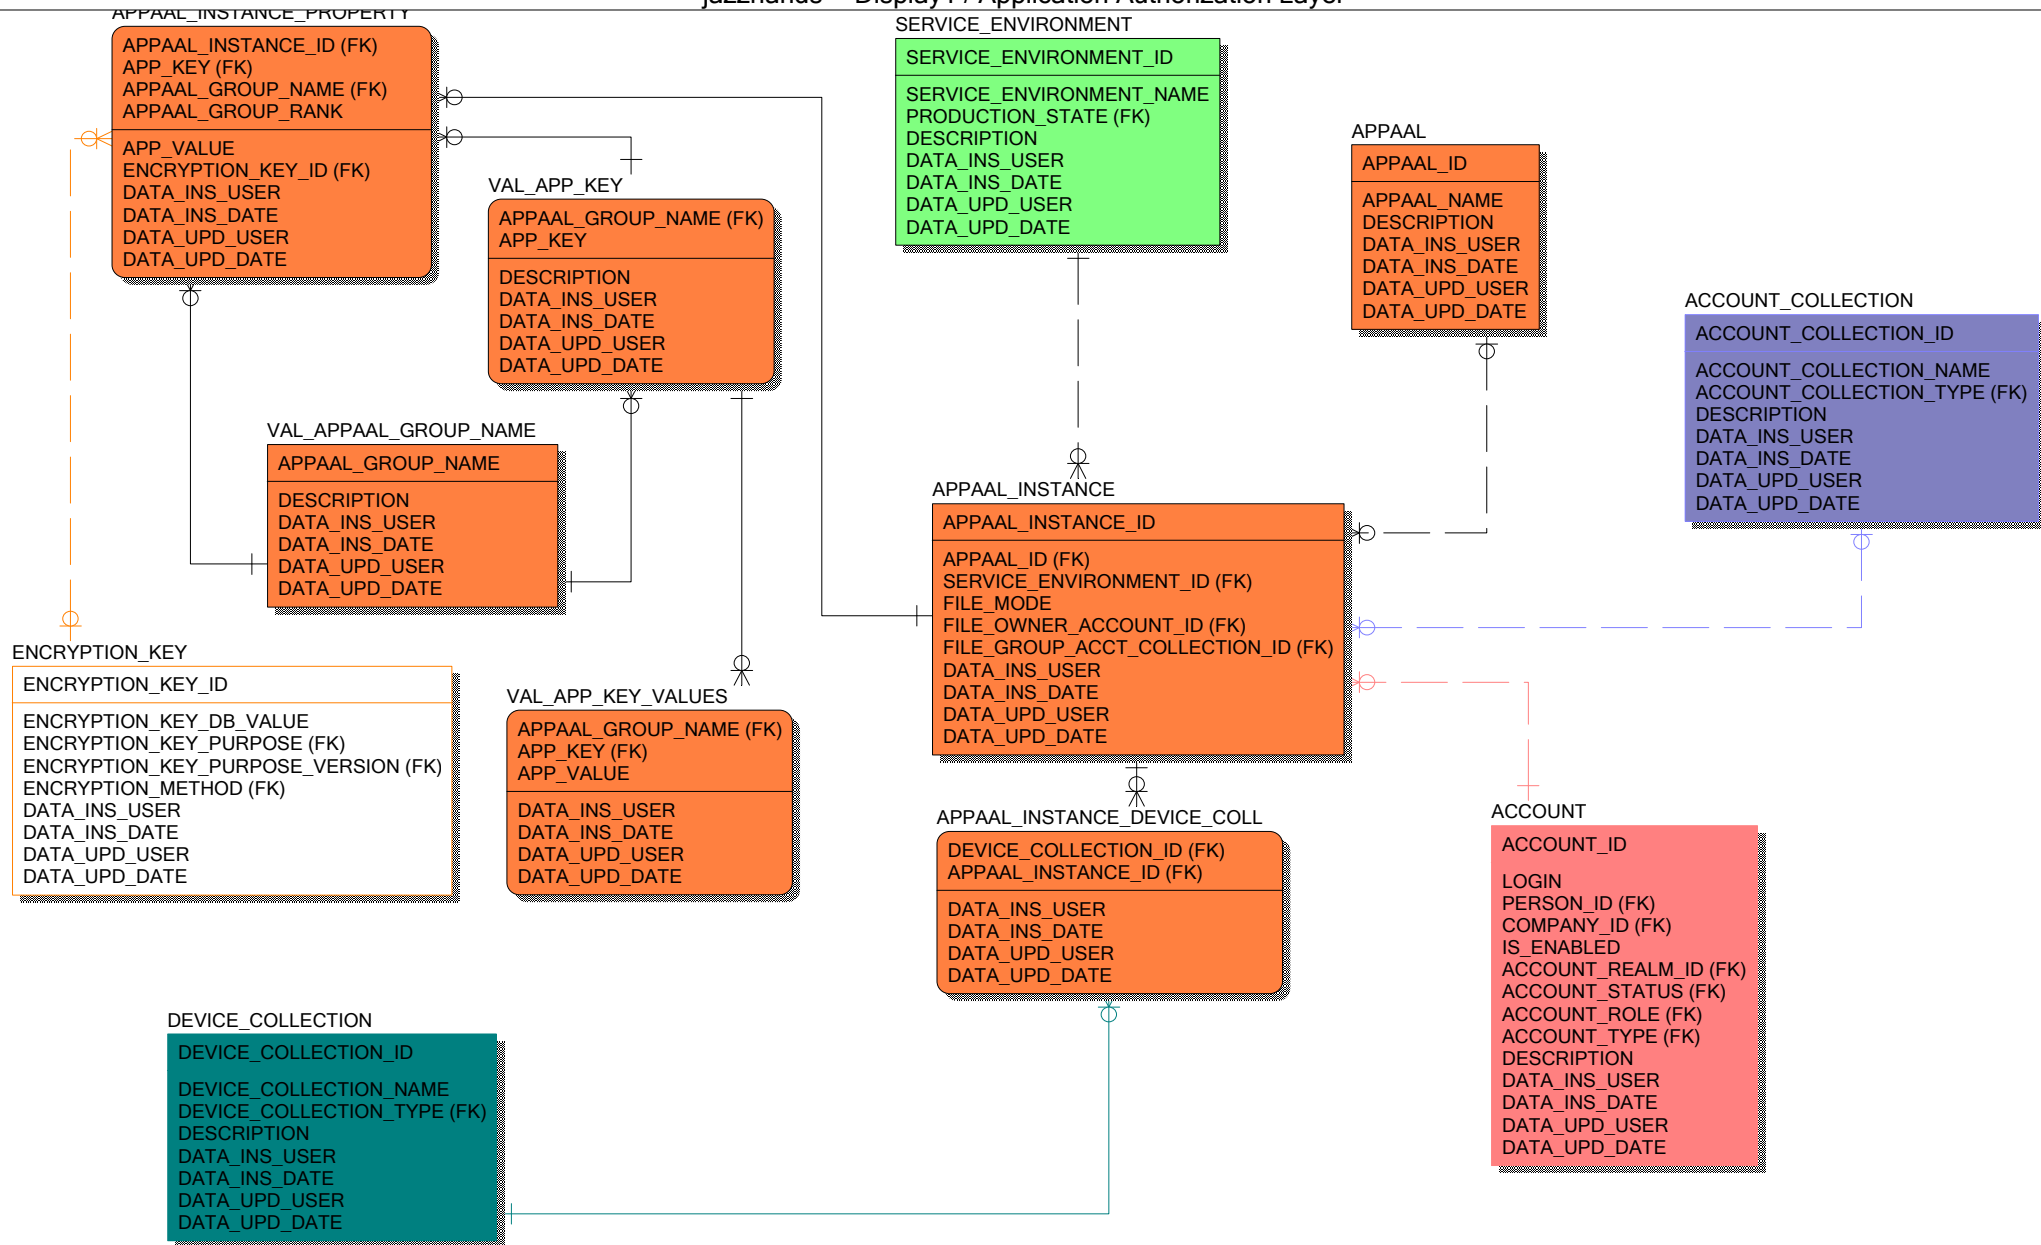 APPAAL_INSTANCE_PROPERTY
APPAAL_INSTANCE_ID (FK)
APP_KEY (FK)
APPAAL_GROUP_NAME (FK)
APPAAL_GROUP_RANK
APP_VALUE
ENCRYPTION_KEY_ID (FK)
DATA_INS_USER
DATA_INS_DATE
DATA_UPD_USER
DATA_UPD_DATE
SERVICE_ENVIRONMENT
SERVICE_ENVIRONMENT_ID
SERVICE_ENVIRONMENT_NAME
PRODUCTION_STATE (FK)
DESCRIPTION
DATA_INS_USER
DATA_INS_DATE
DATA_UPD_USER
DATA_UPD_DATE
APPAAL
APPAAL_ID
APPAAL_NAME
DESCRIPTION
DATA_INS_USER
DATA_INS_DATE
DATA_UPD_USER
DATA_UPD_DATE
VAL_APP_KEY
APPAAL_GROUP_NAME (FK)
APP_KEY
DESCRIPTION
DATA_INS_USER
DATA_INS_DATE
DATA_UPD_USER
DATA_UPD_DATE
ACCOUNT_COLLECTION
ACCOUNT_COLLECTION_ID
ACCOUNT_COLLECTION_NAME
ACCOUNT_COLLECTION_TYPE (FK)
DESCRIPTION
DATA_INS_USER
DATA_INS_DATE
DATA_UPD_USER
DATA_UPD_DATE
VAL_APPAAL_GROUP_NAME
APPAAL_GROUP_NAME
DESCRIPTION
DATA_INS_USER
DATA_INS_DATE
DATA_UPD_USER
DATA_UPD_DATE
APPAAL_INSTANCE
APPAAL_INSTANCE_ID
APPAAL_ID (FK)
SERVICE_ENVIRONMENT_ID (FK)
FILE_MODE
FILE_OWNER_ACCOUNT_ID (FK)
FILE_GROUP_ACCT_COLLECTION_ID (FK)
DATA_INS_USER
DATA_INS_DATE
DATA_UPD_USER
DATA_UPD_DATE
ENCRYPTION_KEY
ENCRYPTION_KEY_ID
ENCRYPTION_KEY_DB_VALUE
ENCRYPTION_KEY_PURPOSE (FK)
ENCRYPTION_KEY_PURPOSE_VERSION (FK)
ENCRYPTION_METHOD (FK)
DATA_INS_USER
DATA_INS_DATE
DATA_UPD_USER
DATA_UPD_DATE
VAL_APP_KEY_VALUES
APPAAL_GROUP_NAME (FK)
APP_KEY (FK)
APP_VALUE
DATA_INS_USER
DATA_INS_DATE
DATA_UPD_USER
DATA_UPD_DATE
APPAAL_INSTANCE_DEVICE_COLL
DEVICE_COLLECTION_ID (FK)
APPAAL_INSTANCE_ID (FK)
DATA_INS_USER
DATA_INS_DATE
DATA_UPD_USER
DATA_UPD_DATE
ACCOUNT
ACCOUNT_ID
LOGIN
PERSON_ID (FK)
COMPANY_ID (FK)
IS_ENABLED
ACCOUNT_REALM_ID (FK)
ACCOUNT_STATUS (FK)
ACCOUNT_ROLE (FK)
ACCOUNT_TYPE (FK)
DESCRIPTION
DATA_INS_USER
DATA_INS_DATE
DATA_UPD_USER
DATA_UPD_DATE
DEVICE_COLLECTION
DEVICE_COLLECTION_ID
DEVICE_COLLECTION_NAME
DEVICE_COLLECTION_TYPE (FK)
DESCRIPTION
DATA_INS_USER
DATA_INS_DATE
DATA_UPD_USER
DATA_UPD_DATE